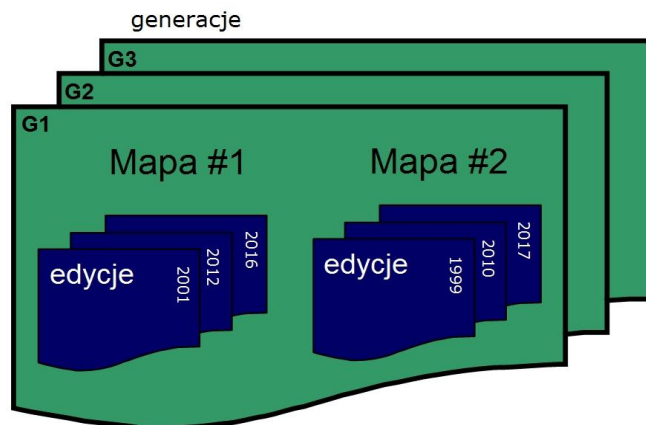 generacje
G3
G2
G1
Mapa #1
Mapa #2
edycje
2001
2012
2016
edycje
1999
2010
2017